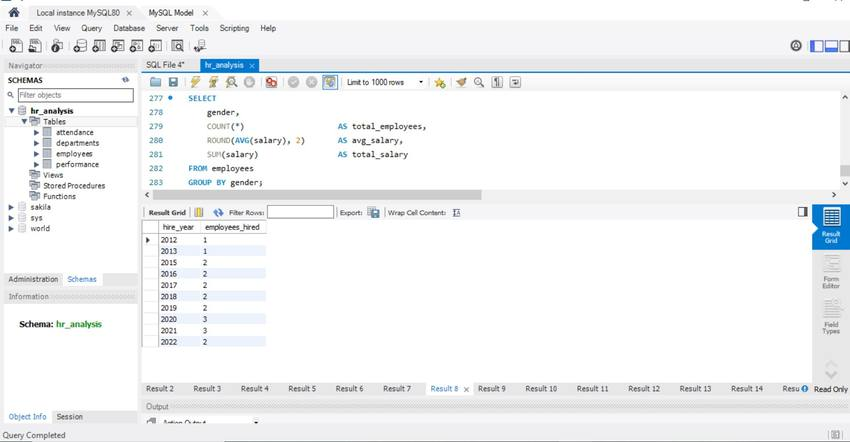 Local instance MySQL80
MySQL Model
File Edit View Query Database Server Tools Scripting Help
Navigator
SCHEMAS
Filter objects
hr_analysis
Tables
attendance
departments
employees
performance
Views
Stored Procedures
Functions
sakila
sys
world
Administration Schemas
Information
Schema: hr_analysis
Object Info Session
SQL File 4*
hr_analysis
Limit to 1000 rows
277 SELECT
278 gender,
279 COUNT(*) AS total_employees,
280 ROUND(AVG(salary), 2) AS avg_salary,
281 SUM(salary) AS total_salary
282 FROM employees
283 GROUP BY gender;
Result Grid Filter Rows: Export: Wrap Cell Content:
hire_year employees_hired
2012 1
2013 1
2015 2
2016 2
2017 2
2018 2
2019 2
2020 3
2021 3
2022 2
Result Grid
Form Editor
Field Types
Result 2 Result 3 Result 4 Result 5 Result 6 Result 7 Result 8 Result 9 Result 10 Result 11 Result 12 Result 13 Result 14 Resu Read Only
Output
Action Output
Query Completed